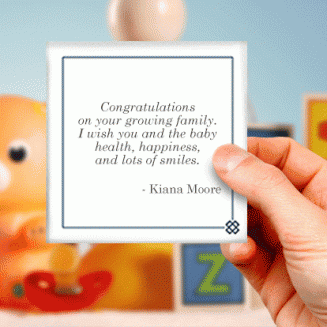 Congratulations
on your growing family.
I wish you and the baby
health, happiness,
and lots of smiles.
- Kiana Moore
Z